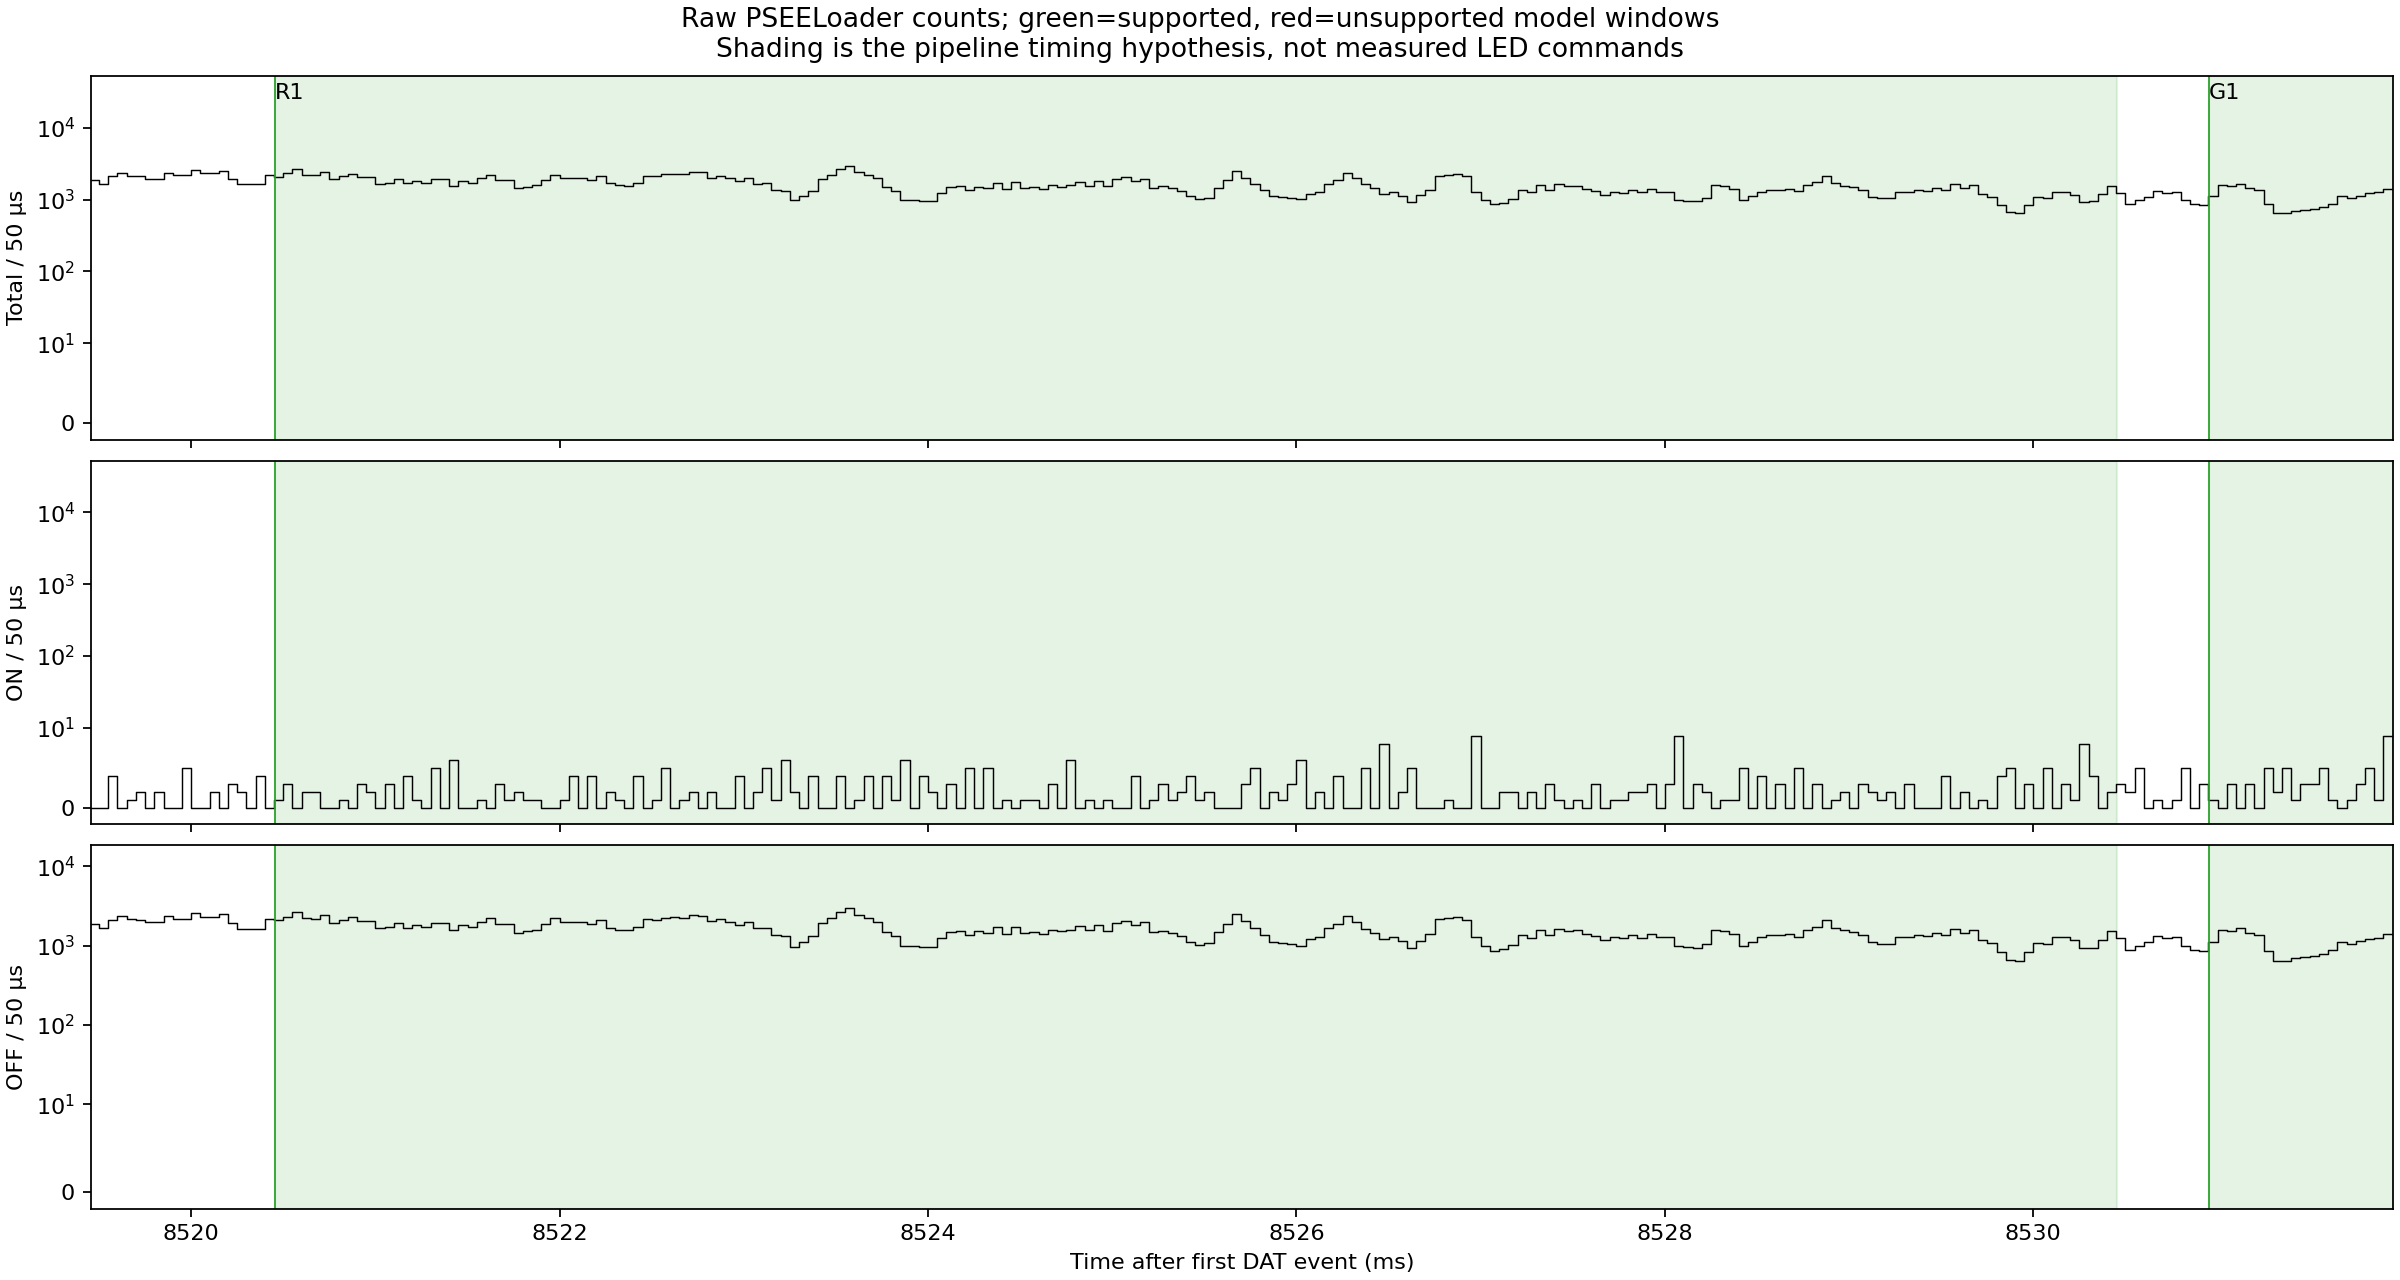 Raw PSEELoader counts; green=supported, red=unsupported model windows
Shading is the pipeline timing hypothesis, not measured LED commands
R1
G1
10⁴
10³
10²
10¹
0
Total / 50 µs
10⁴
10³
10²
10¹
0
ON / 50 µs
10⁴
10³
10²
10¹
0
OFF / 50 µs
8520 8522 8524 8526 8528 8530
Time after first DAT event (ms)